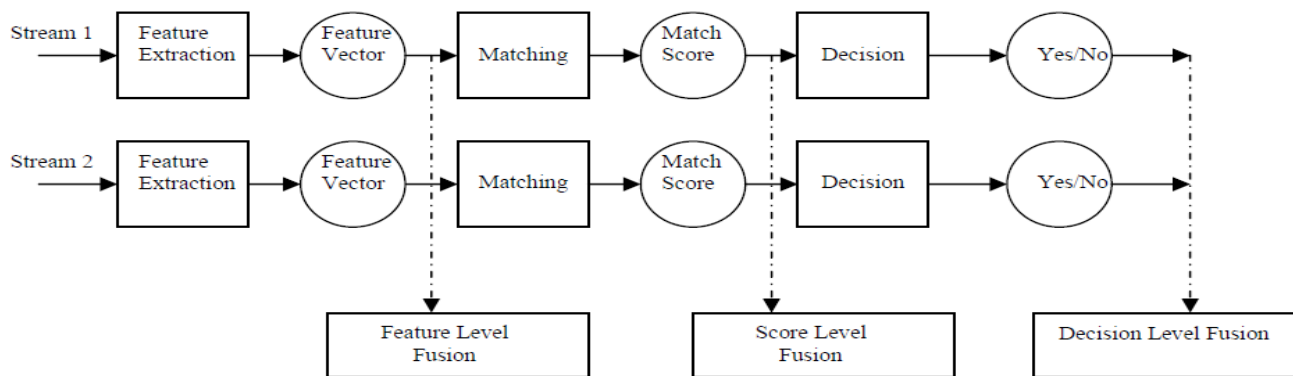 Stream 1
Feature
Extraction
Feature
Vector
Matching
Match
Score
Decision
Yes/No
Stream 2
Feature
Extraction
Feature
Vector
Matching
Match
Score
Decision
Yes/No
Feature Level
Fusion
Score Level
Fusion
Decision Level Fusion